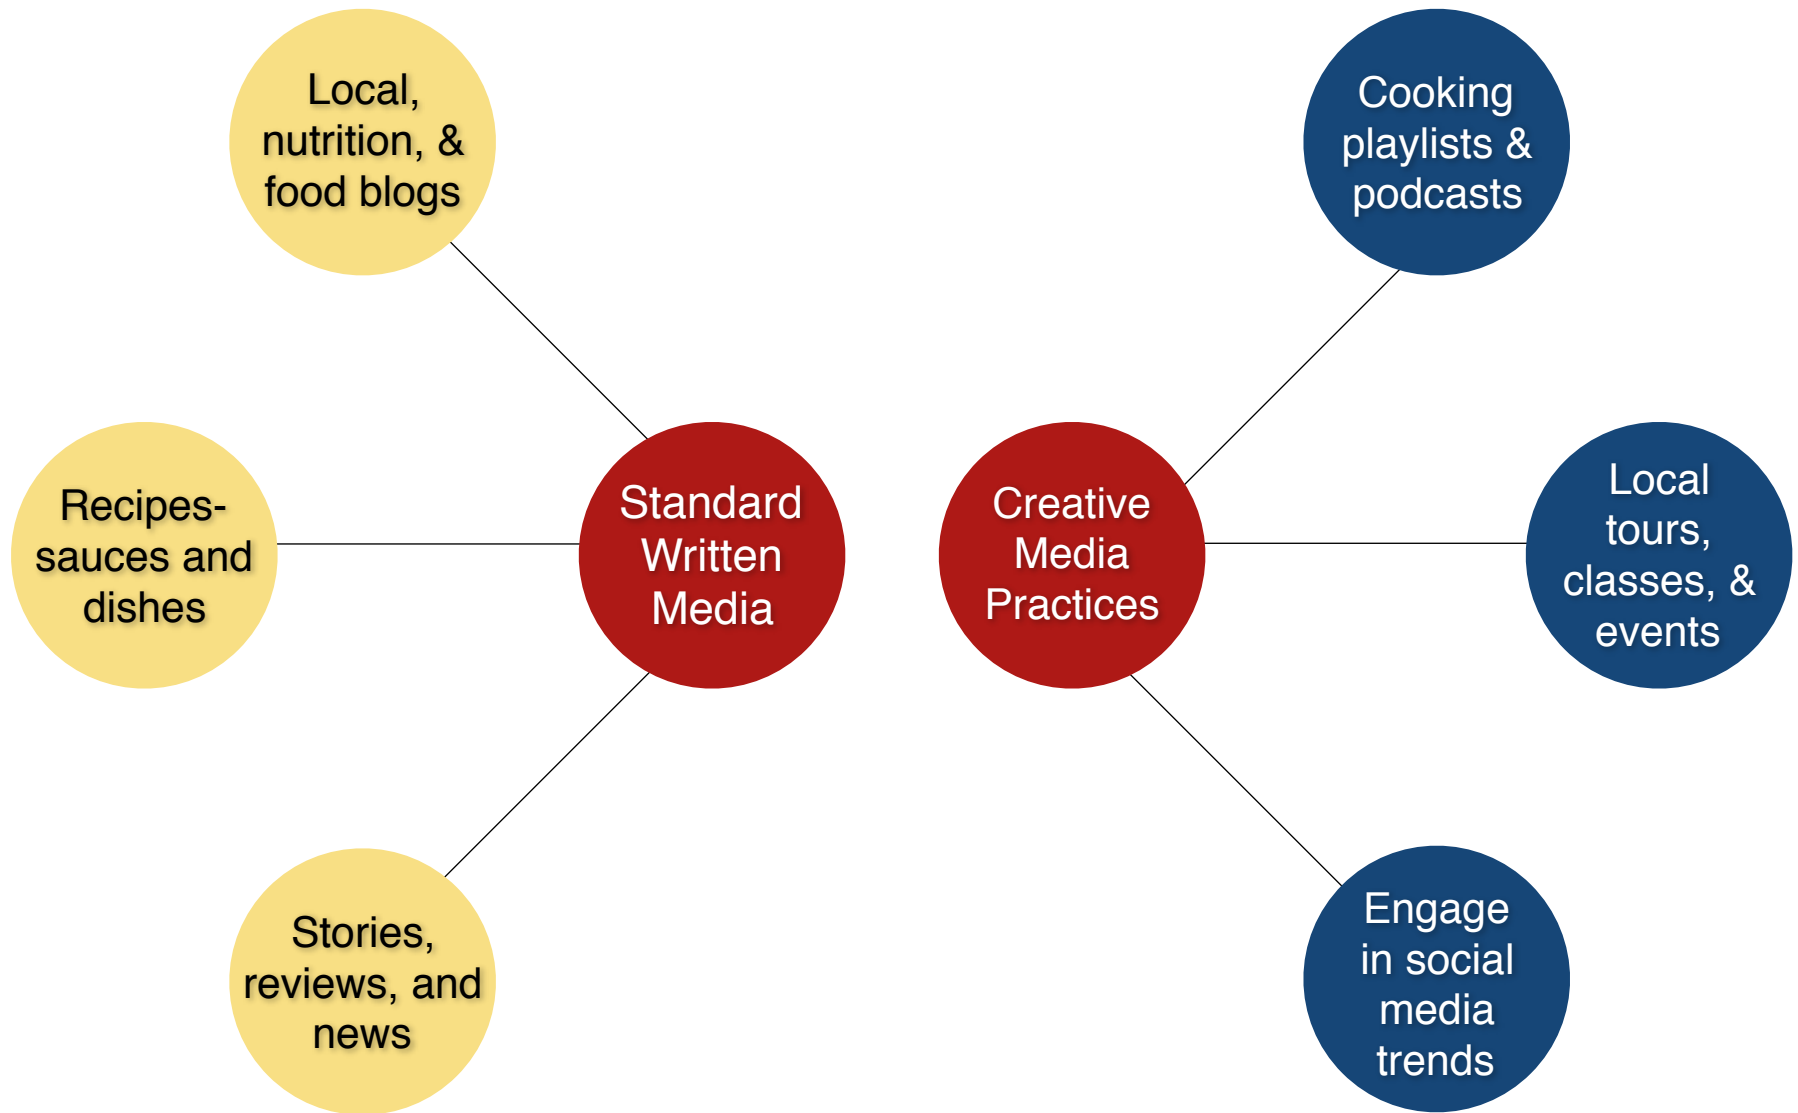 Local,
nutrition, &
food blogs
Recipes-
sauces and
dishes
Stories,
reviews, and
news
Standard
Written
Media
Creative
Media
Practices
Cooking
playlists &
podcasts
Local
tours,
classes, &
events
Engage
in social
media
trends